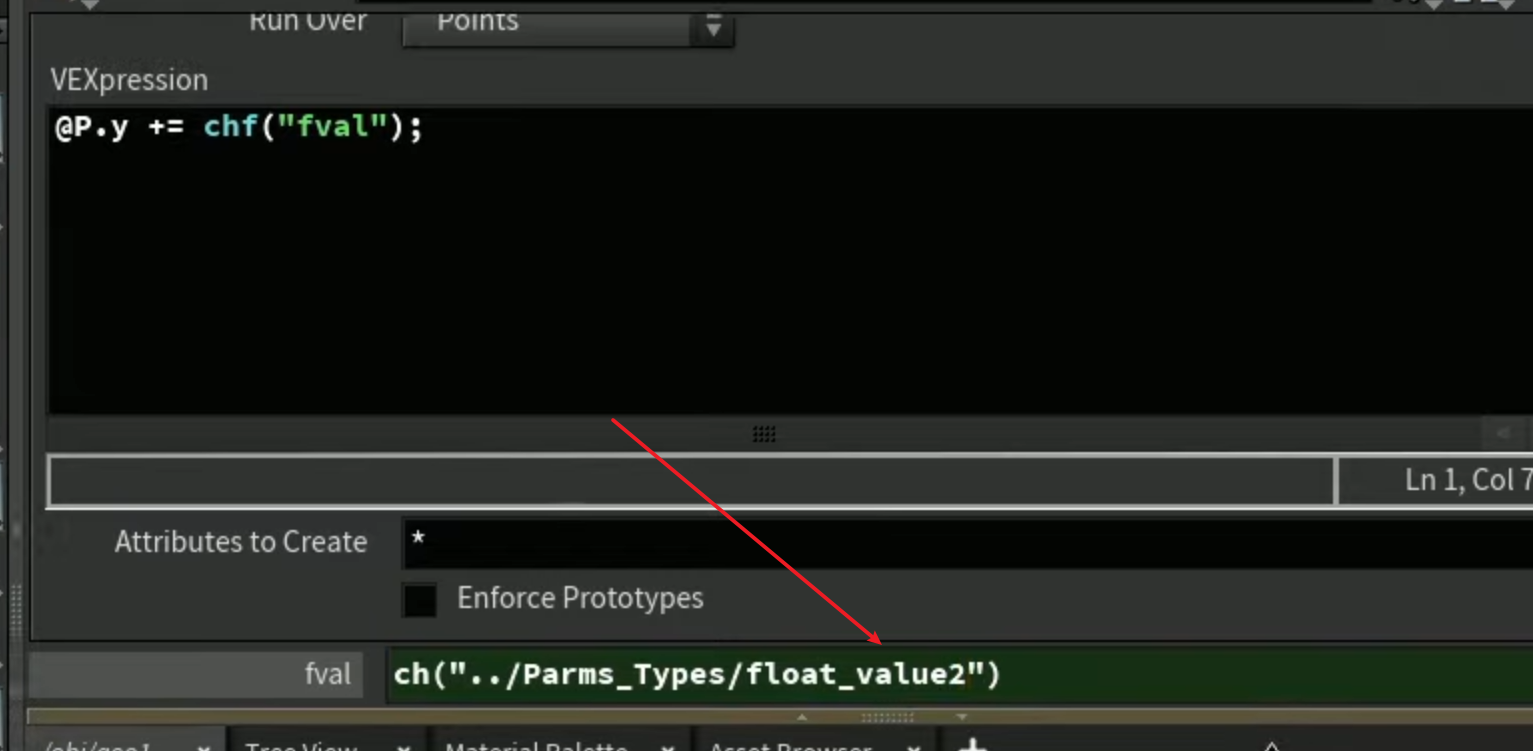 Run Over
Points
VEXpression
@P.y += chf("fval");
Ln 1, Col 7
Attributes to Create
*
Enforce Prototypes
fval
ch("../Parms_Types/float_value2")
/obj/geo1
Tree View
Material Palette
Asset Browser